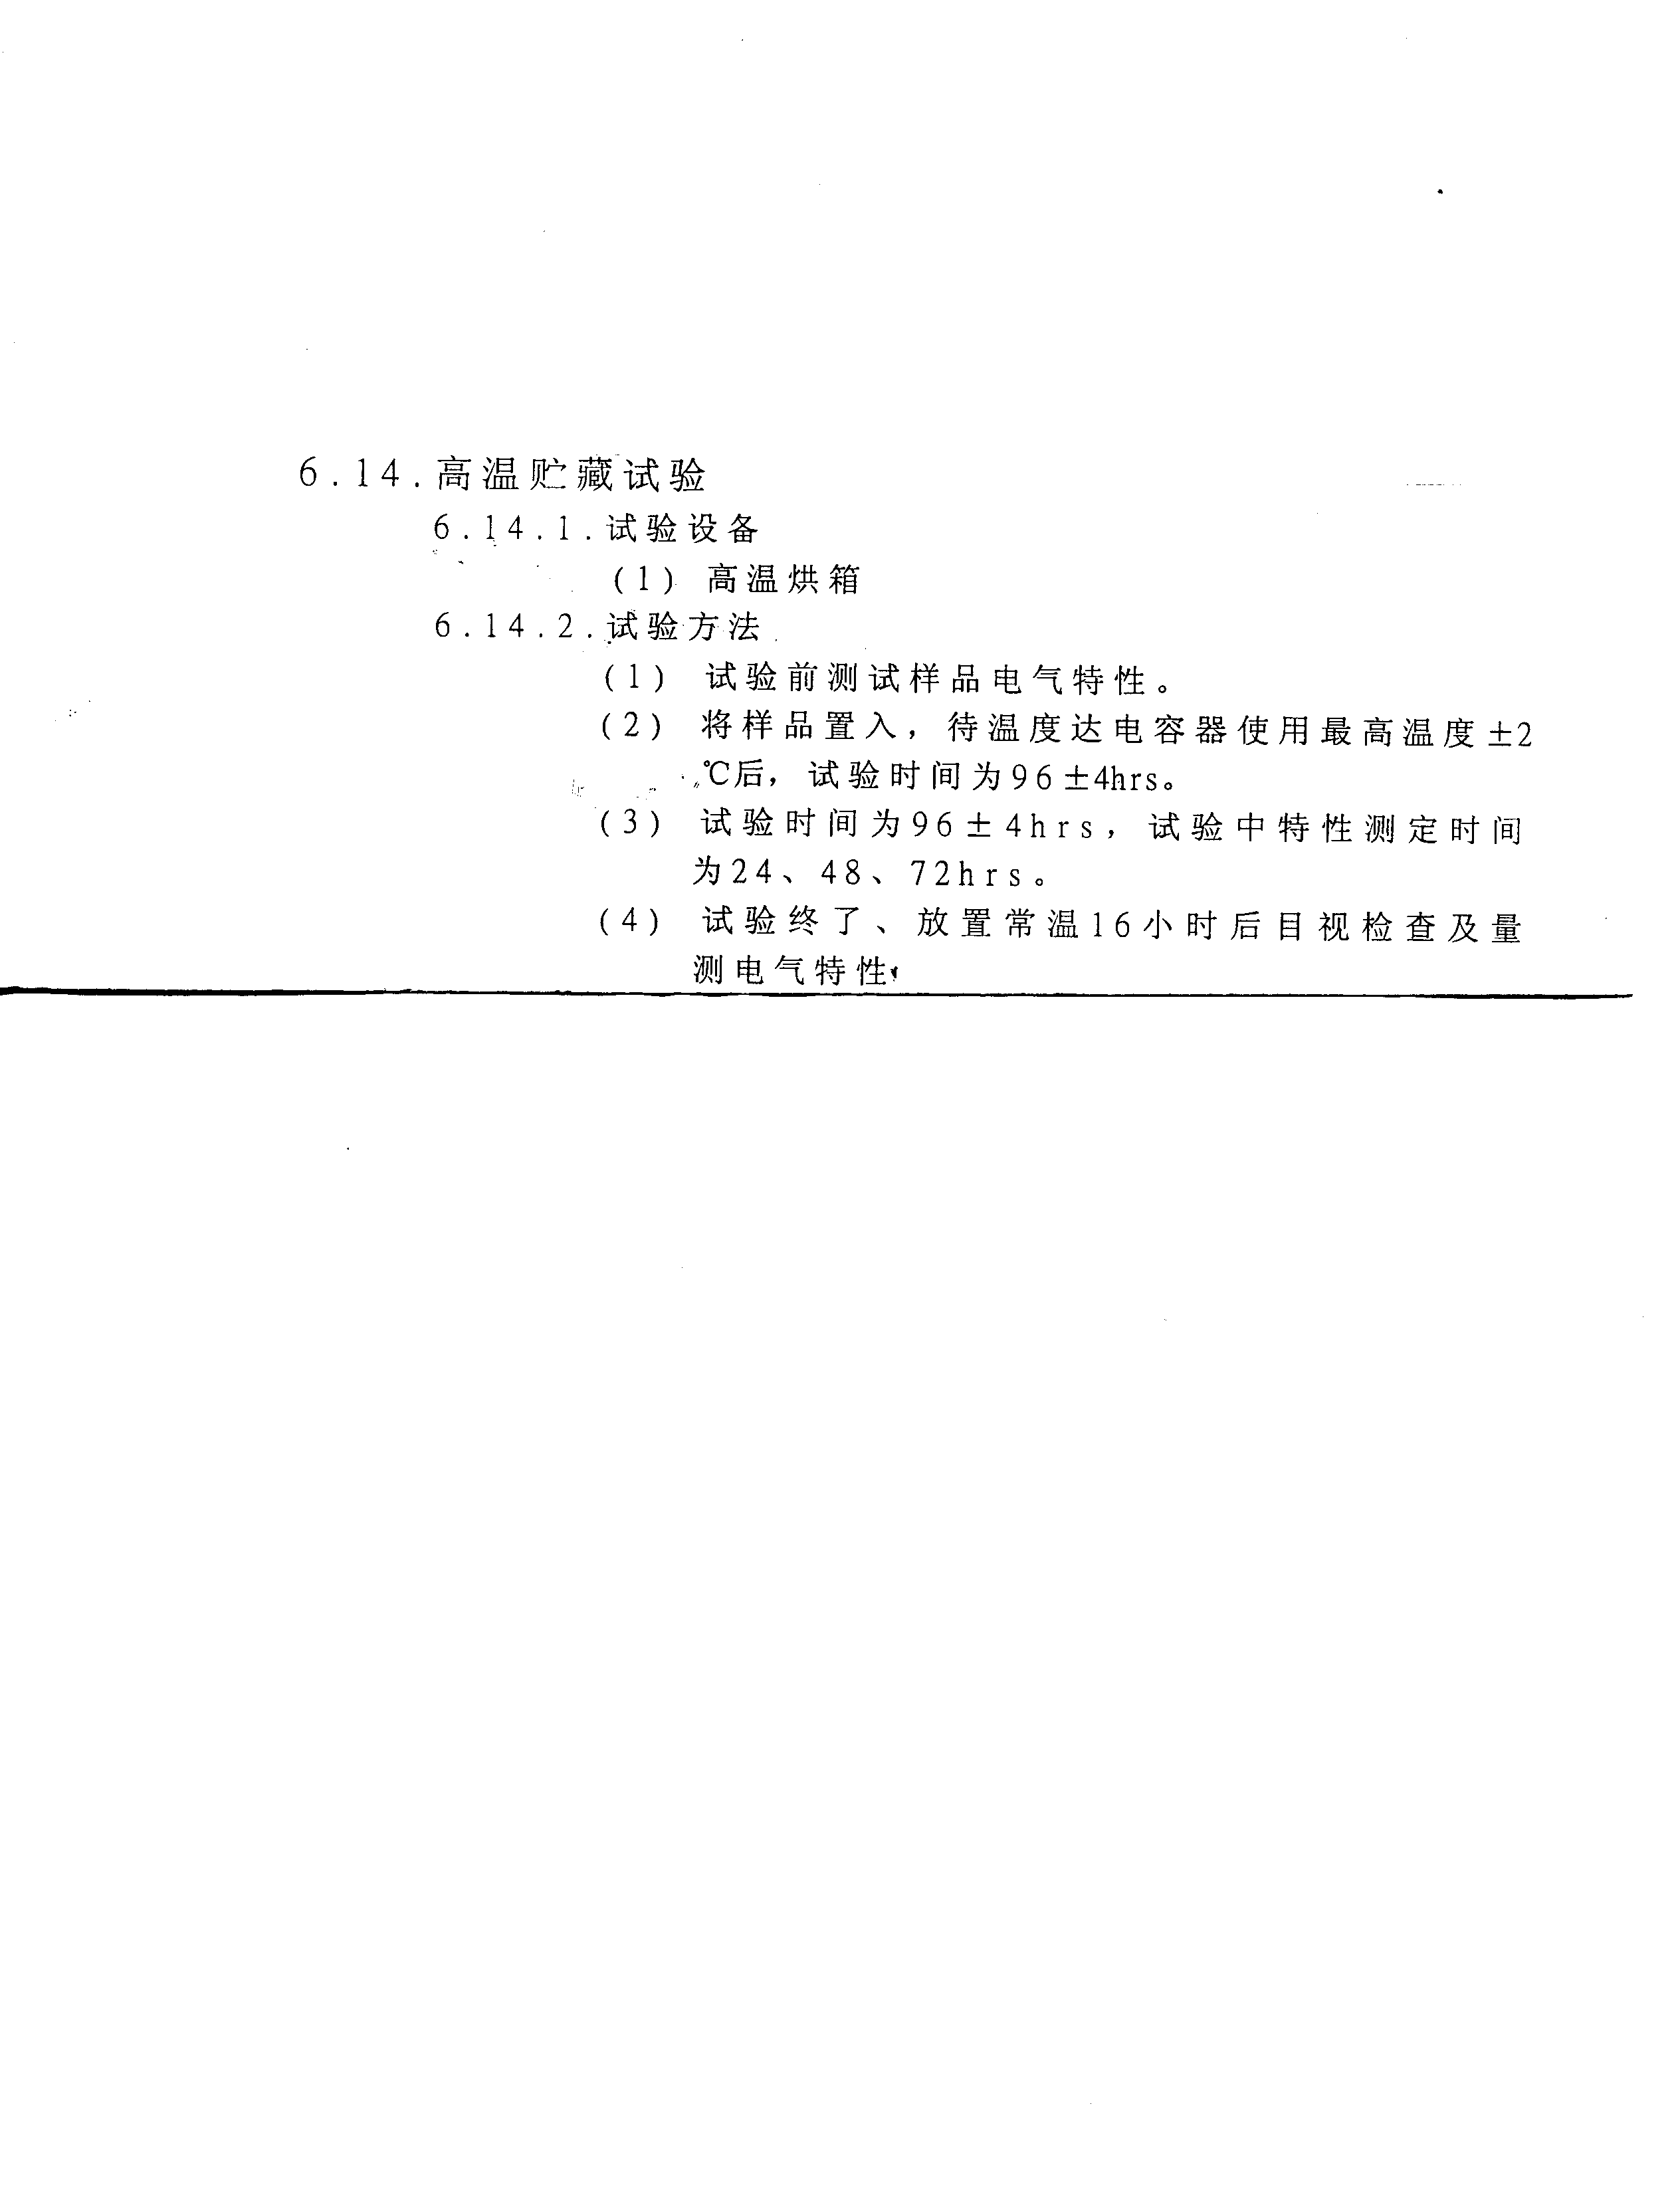 6.14.高温贮藏试验
6.14.1.试验设备
(1) 高温烘箱
6.14.2.试验方法
(1) 试验前测试样品电气特性。
(2) 将样品置入，待温度达电容器使用最高温度±2
℃后，试验时间为96±4hrs。
(3) 试验时间为96±4hrs，试验中特性测定时间
为24、48、72hrs。
(4) 试验终了、放置常温16小时后目视检查及量
测电气特性